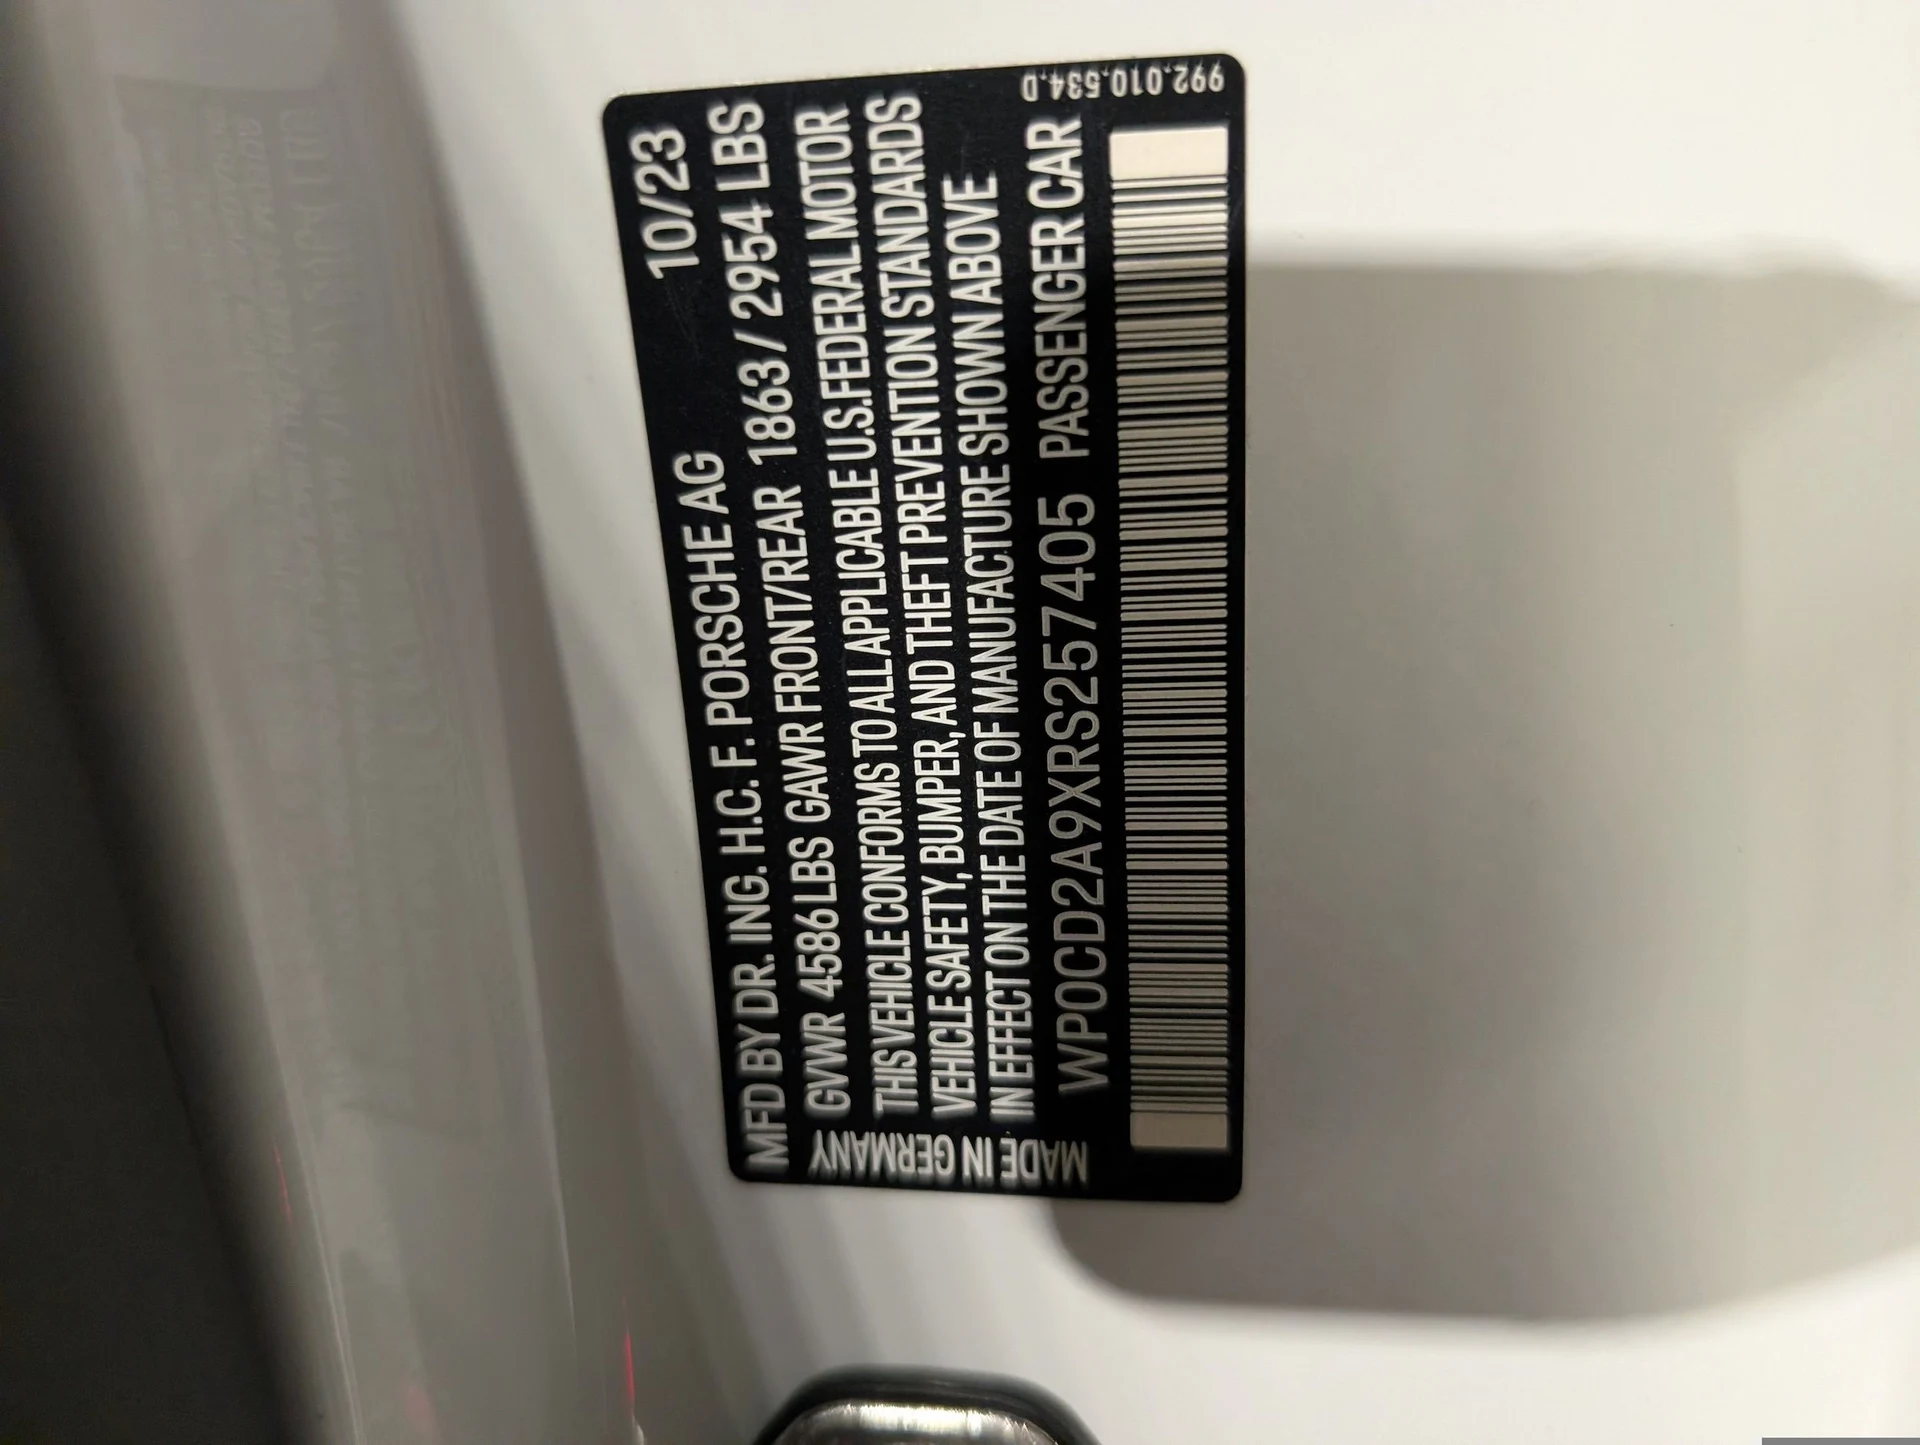 MFD BY DR. ING. H.C. F. PORSCHE AG 10/23
GVWR 4586 LBS GAWR FRONT/REAR 1863 / 2954 LBS
THIS VEHICLE CONFORMS TO ALL APPLICABLE U.S. FEDERAL MOTOR
VEHICLE SAFETY, BUMPER, AND THEFT PREVENTION STANDARDS
IN EFFECT ON THE DATE OF MANUFACTURE SHOWN ABOVE
WP0CD2A9XRS257405 PASSENGER CAR
MADE IN GERMANY
992.010.534.D